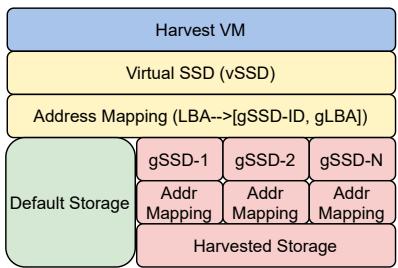 Harvest VM
Virtual SSD (vSSD)
Address Mapping (LBA-->[gSSD-ID, gLBA])
Default Storage
gSSD-1 gSSD-2 gSSD-N
Addr Addr Addr
Mapping Mapping Mapping
Harvested Storage